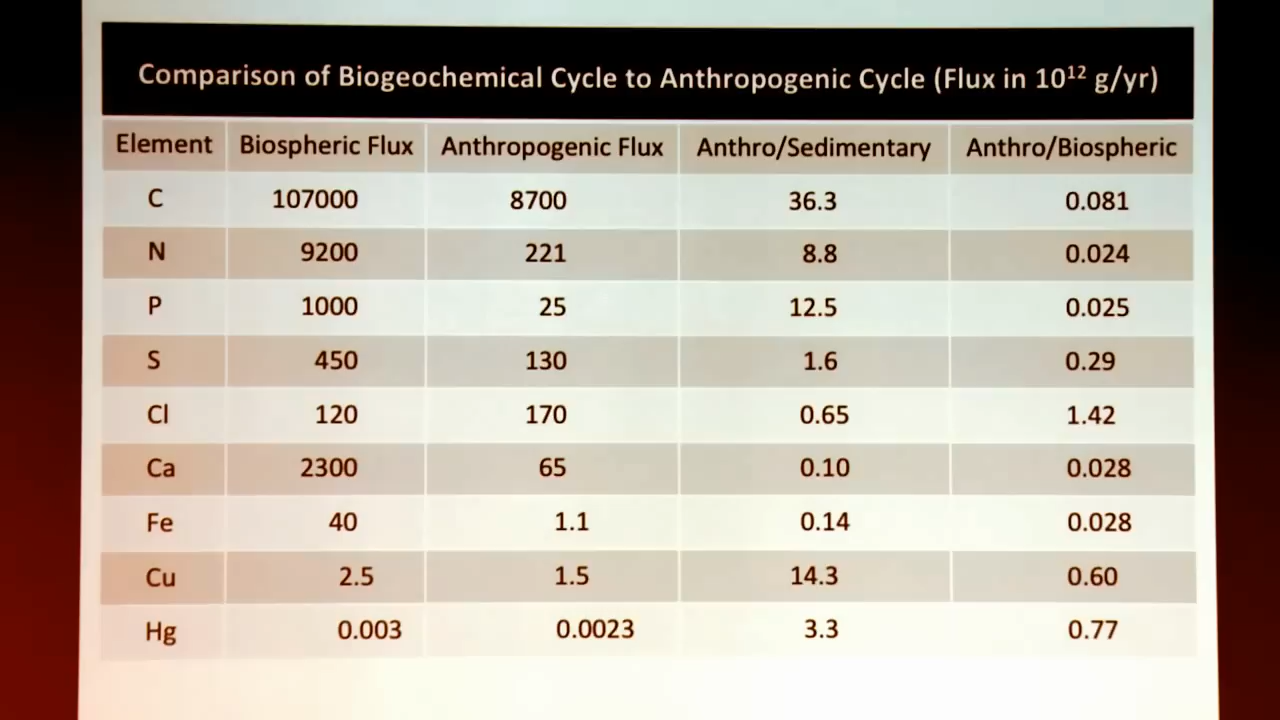 Comparison of Biogeochemical Cycle to Anthropogenic Cycle (Flux in 10¹² g/yr)
Element Biospheric Flux Anthropogenic Flux Anthro/Sedimentary Anthro/Biospheric
C 107000 8700 36.3 0.081
N 9200 221 8.8 0.024
P 1000 25 12.5 0.025
S 450 130 1.6 0.29
Cl 120 170 0.65 1.42
Ca 2300 65 0.10 0.028
Fe 40 1.1 0.14 0.028
Cu 2.5 1.5 14.3 0.60
Hg 0.003 0.0023 3.3 0.77